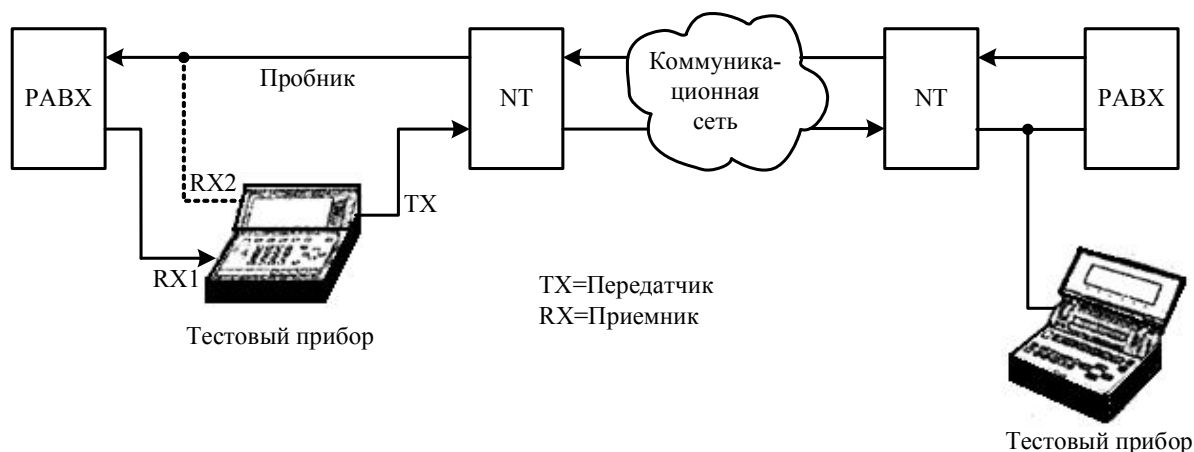 PABX
Пробник
NT
Коммуника-
ционная
сеть
NT
PABX
RX2
TX
RX1
TX=Передатчик
RX=Приемник
Тестовый прибор
Тестовый прибор